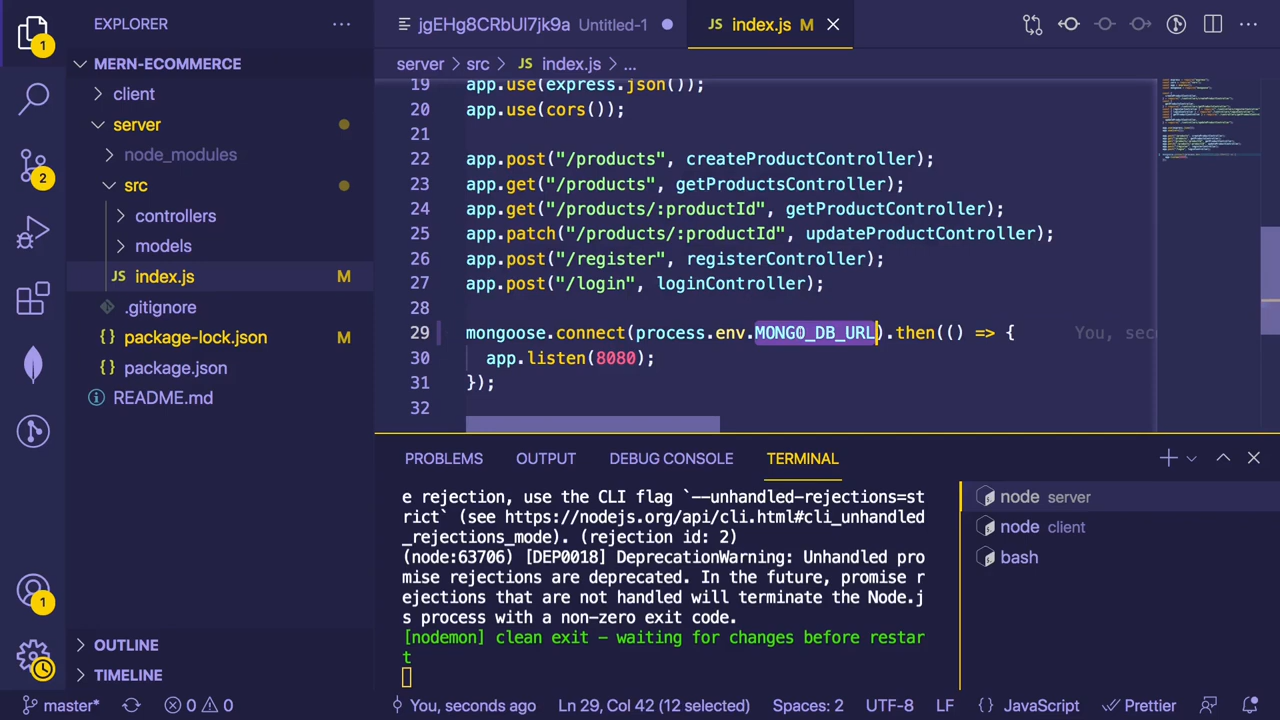 EXPLORER
MERN-ECOMMERCE
client
server
node_modules
src
controllers
models
JS index.js M
.gitignore
{} package-lock.json M
{} package.json
README.md
OUTLINE
TIMELINE
1
2
1
jgEHg8CRbUl7jk9a Untitled-1
JS index.js M
server > src > JS index.js > ...
19 app.use(express.json());
20 app.use(cors());
21
22 app.post("/products", createProductController);
23 app.get("/products", getProductsController);
24 app.get("/products/:productId", getProductController);
25 app.patch("/products/:productId", updateProductController);
26 app.post("/register", registerController);
27 app.post("/login", loginController);
28
29 mongoose.connect(process.env.MONGO_DB_URL).then(() => { You, sec
30 app.listen(8080);
31 });
32
PROBLEMS OUTPUT DEBUG CONSOLE TERMINAL
e rejection, use the CLI flag `--unhandled-rejections=st
rict` (see https://nodejs.org/api/cli.html#cli_unhandled
_rejections_mode). (rejection id: 2)
(node:63706) [DEP0018] DeprecationWarning: Unhandled pro
mise rejections are deprecated. In the future, promise r
ejections that are not handled will terminate the Node.j
s process with a non-zero exit code.
[nodemon] clean exit - waiting for changes before restar
t
node server
node client
bash
master* 0 0 You, seconds ago Ln 29, Col 42 (12 selected) Spaces: 2 UTF-8 LF {} JavaScript Prettier